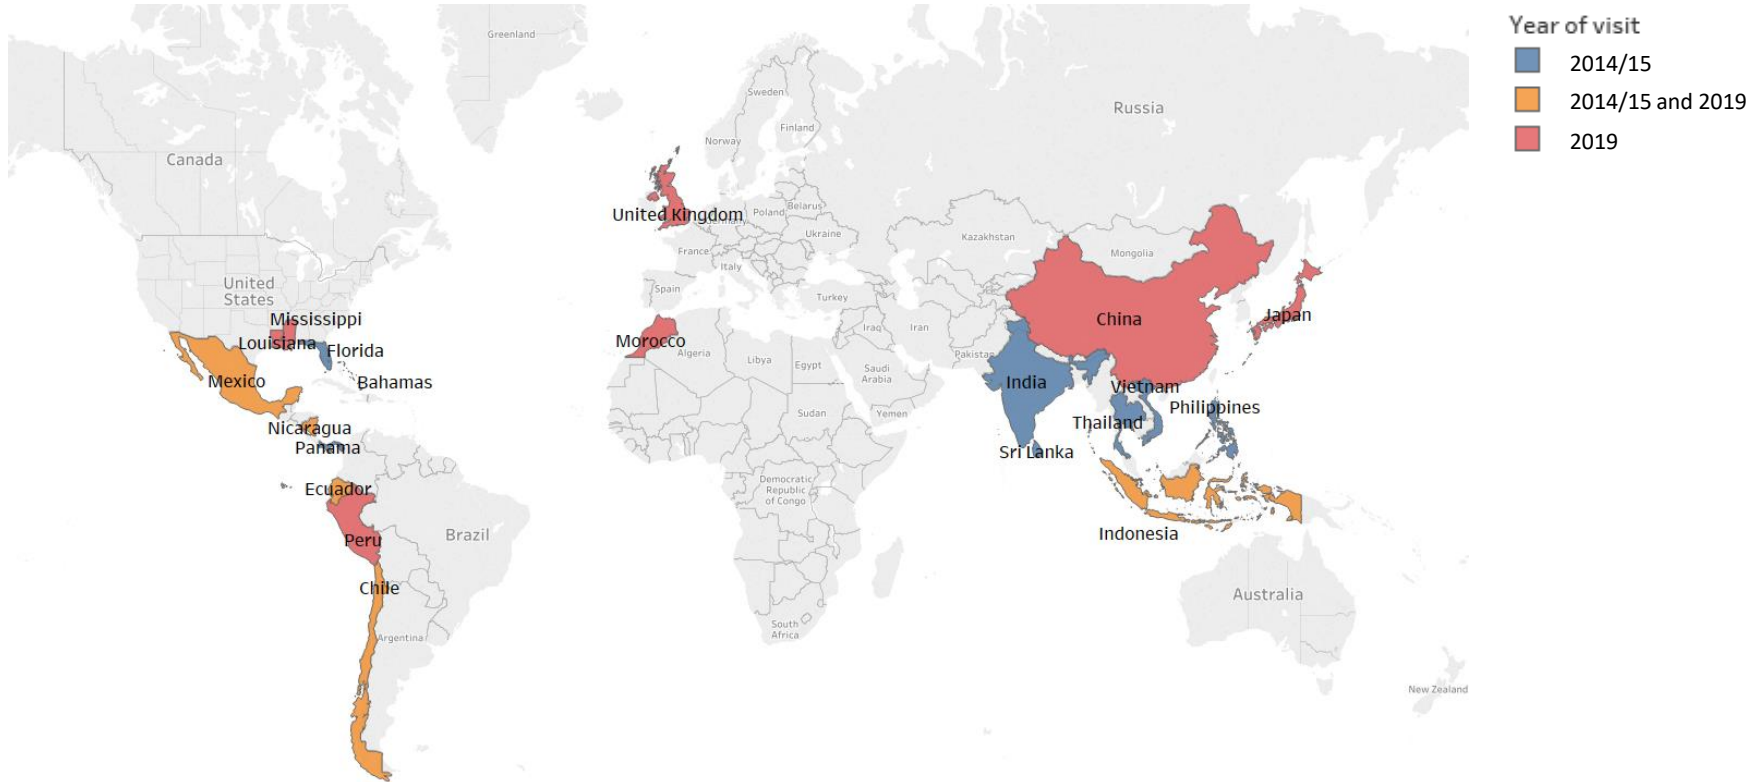 Year of visit
2014/15
2014/15 and 2019
2019
Greenland
Sweden
Russia
Finland
Norway
Canada
United Kingdom
Poland
Belarus
Ukraine
Kazakhstan
France
Mongolia
Italy
United
States
Spain
Turkey
Mississippi
Japan
China
Iraq
Iran
Louisiana
Morocco
Florida
Algeria
Pakistan
Libya
Egypt
Saudi
Arabia
Mexico
Bahamas
India
Vietnam
Philippines
Sudan
Yemen
Thailand
Nicaragua
Panama
Sri Lanka
Ecuador
Democratic
Republic
of Congo
Brazil
Peru
Indonesia
Chile
Australia
South
Africa
Argentina
New Zealand